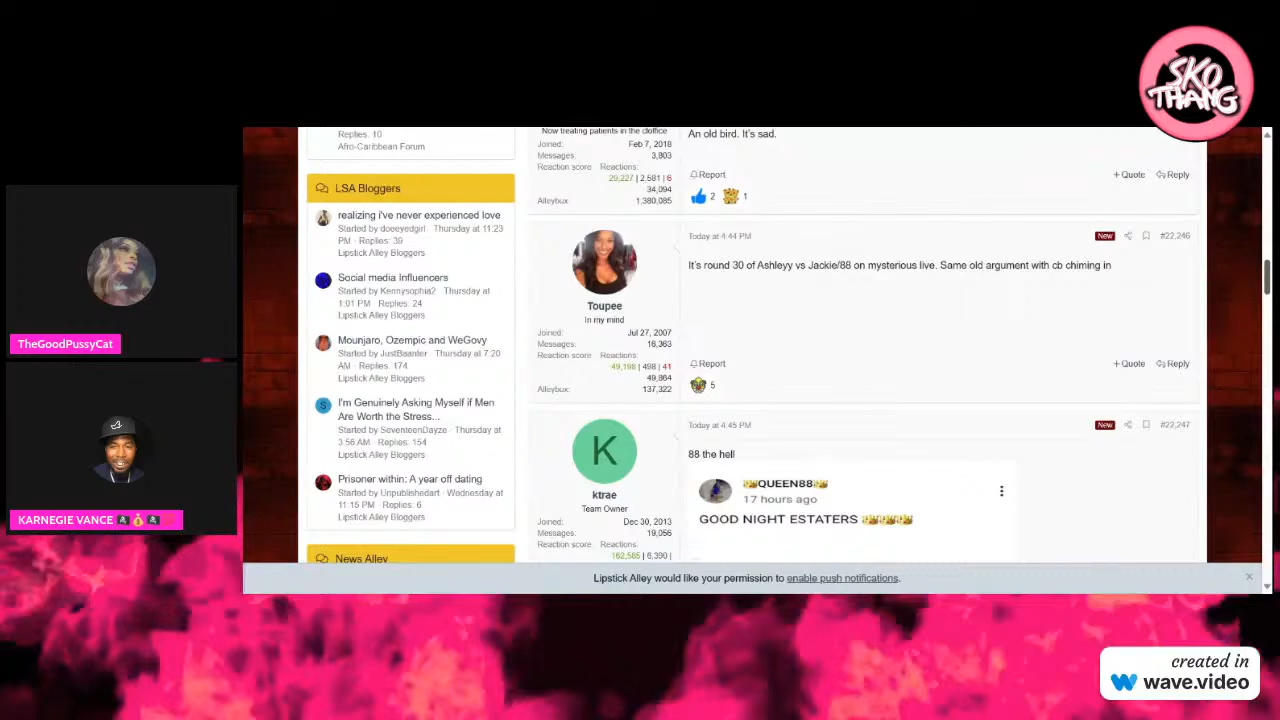 SKO
THANG
TheGoodPussyCat
KARNEGIE VANCE
Replies. 10
Afro-Caribbean Forum
LSA Bloggers
realizing i've never experienced love
Started by doeeyedgirl · Thursday at 11:23
PM · Replies: 39
Lipstick Alley Bloggers
Social media Influencers
Started by Kennysophia2 · Thursday at
1:01 PM · Replies: 24
Lipstick Alley Bloggers
Mounjaro, Ozempic and WeGovy
Started by JustBaanter · Thursday at 7:20
AM · Replies: 174
Lipstick Alley Bloggers
S
I'm Genuinely Asking Myself if Men
Are Worth the Stress...
Started by SeventeenDayze · Thursday at
3:56 AM · Replies: 154
Lipstick Alley Bloggers
Prisoner within: A year off dating
Started by Unpublishedart · Wednesday at
11:15 PM · Replies: 6
Lipstick Alley Bloggers
News Alley
Now treating patients in the cloffice
Joined: Feb 7, 2018
Messages: 3,803
Reaction score Reactions:
29,227 | 2,581 | 6
34,094
Alleybux: 1,380,085
An old bird. It's sad.
Report
+ Quote Reply
2 1
Today at 4:44 PM
New #22,246
Toupee
In my mind
Joined: Jul 27, 2007
Messages: 16,363
Reaction score Reactions:
49,198 | 498 | 41
49,864
Alleybux: 137,322
It's round 30 of Ashleyy vs Jackie/88 on mysterious live. Same old argument with cb chiming in
Report
+ Quote Reply
5
Today at 4:45 PM
New #22,247
K
ktrae
Team Owner
Joined: Dec 30, 2013
Messages: 19,056
Reaction score Reactions:
162,585 | 6,390 |
88 the hell
QUEEN88
17 hours ago
GOOD NIGHT ESTATERS
Lipstick Alley would like your permission to enable push notifications.
created in
wave.video